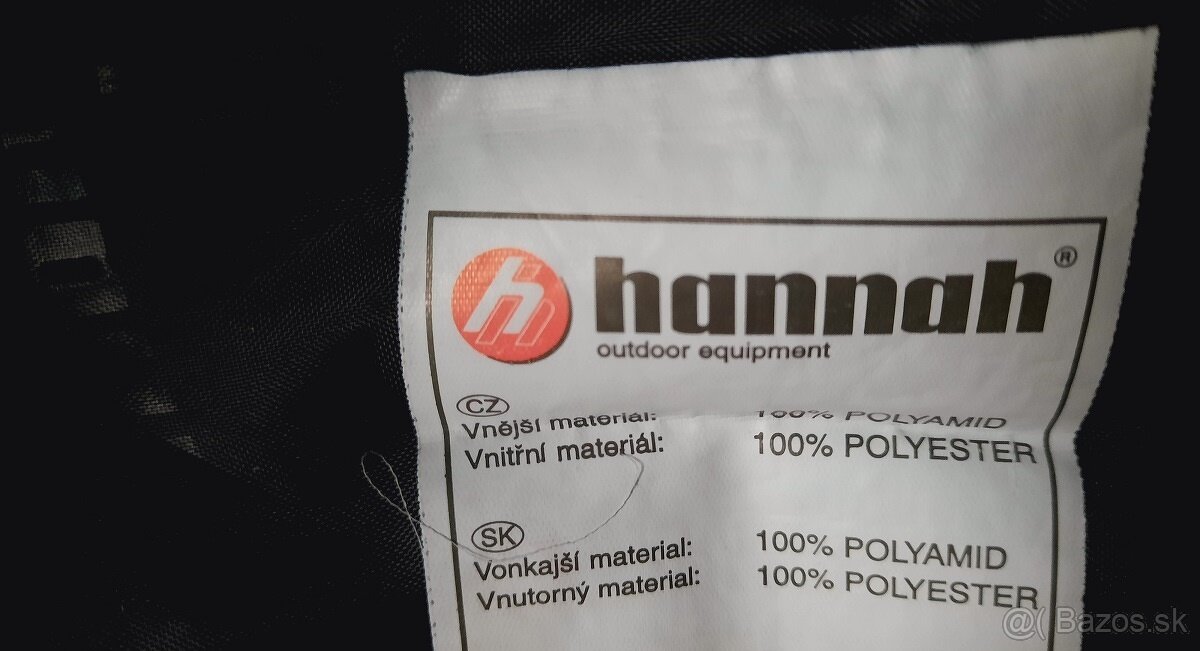 hannah®
outdoor equipment
CZ
Vnější materiál: 100% POLYAMID
Vnitřní materiál: 100% POLYESTER
SK
Vonkajší material: 100% POLYAMID
Vnutorný material: 100% POLYESTER
@( Bazos.sk